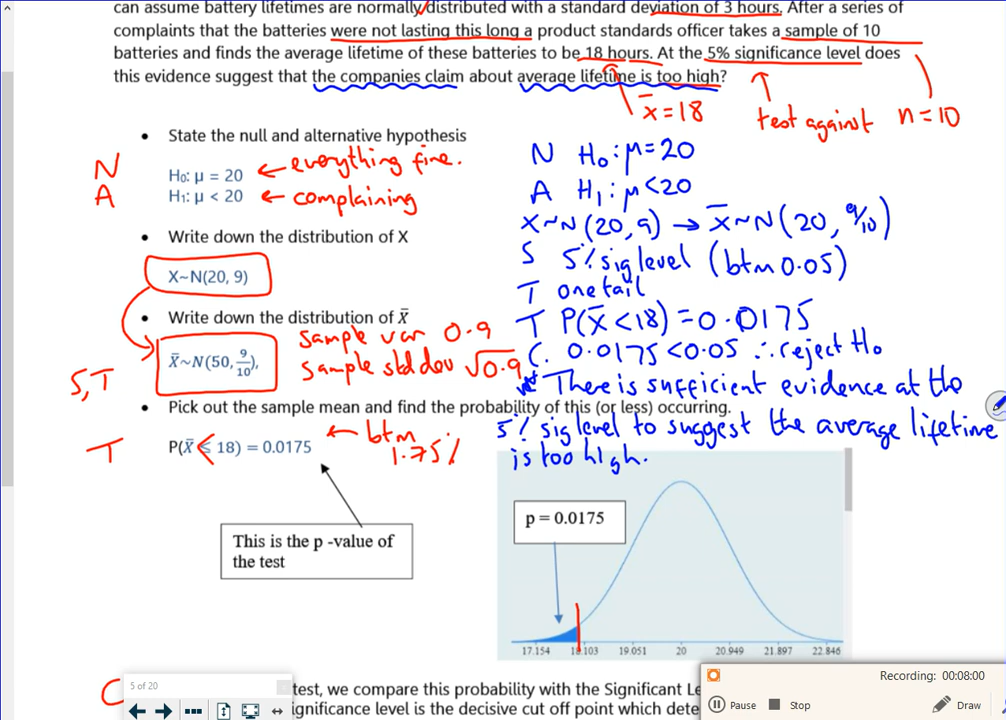 can assume battery lifetimes are normally distributed with a standard deviation of 3 hours. After a series of
complaints that the batteries were not lasting this long a product standards officer takes a sample of 10
batteries and finds the average lifetime of these batteries to be 18 hours. At the 5% significance level does
this evidence suggest that the companies claim about average lifetime is too high?
x̄ = 18
test against
n = 10
• State the null and alternative hypothesis
N
H₀: μ = 20
← everything fine.
A
H₁: μ < 20
← complaining
• Write down the distribution of X
X~N(20, 9)
• Write down the distribution of x̄
X̄~N(50, 9/10),
sample var 0.9
sample std dev √0.9
S,T
• Pick out the sample mean and find the probability of this (or less) occurring.
T
P(X̄ ≤ 18) = 0.0175
← btm
1.75%
This is the p -value of
the test
N H₀: μ = 20
A H₁: μ < 20
X~N(20, 9) → x̄~N(20, 9/10)
S 5% sig level (btm 0.05)
T one tail
T P(X̄ < 18) = 0.0175
C. 0.0175 < 0.05 ∴ reject H₀
There is sufficient evidence at the
5% sig level to suggest the average lifetime
is too high.
p = 0.0175
17.154 18.103 19.051 20 20.949 21.897 22.846
C
test, we compare this probability with the Significant Le
ignificance level is the decisive cut off point which dete
5 of 20
Recording: 00:08:00
Pause Stop Draw